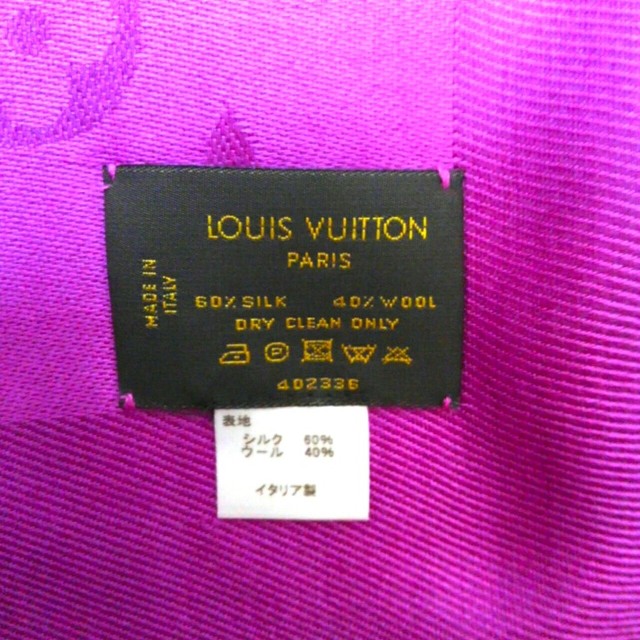 LOUIS VUITTON
PARIS
MADE IN
ITALY
60% SILK 40% WOOL
DRY CLEAN ONLY
P
402336
表地
シルク 60%
ウール 40%
イタリア製